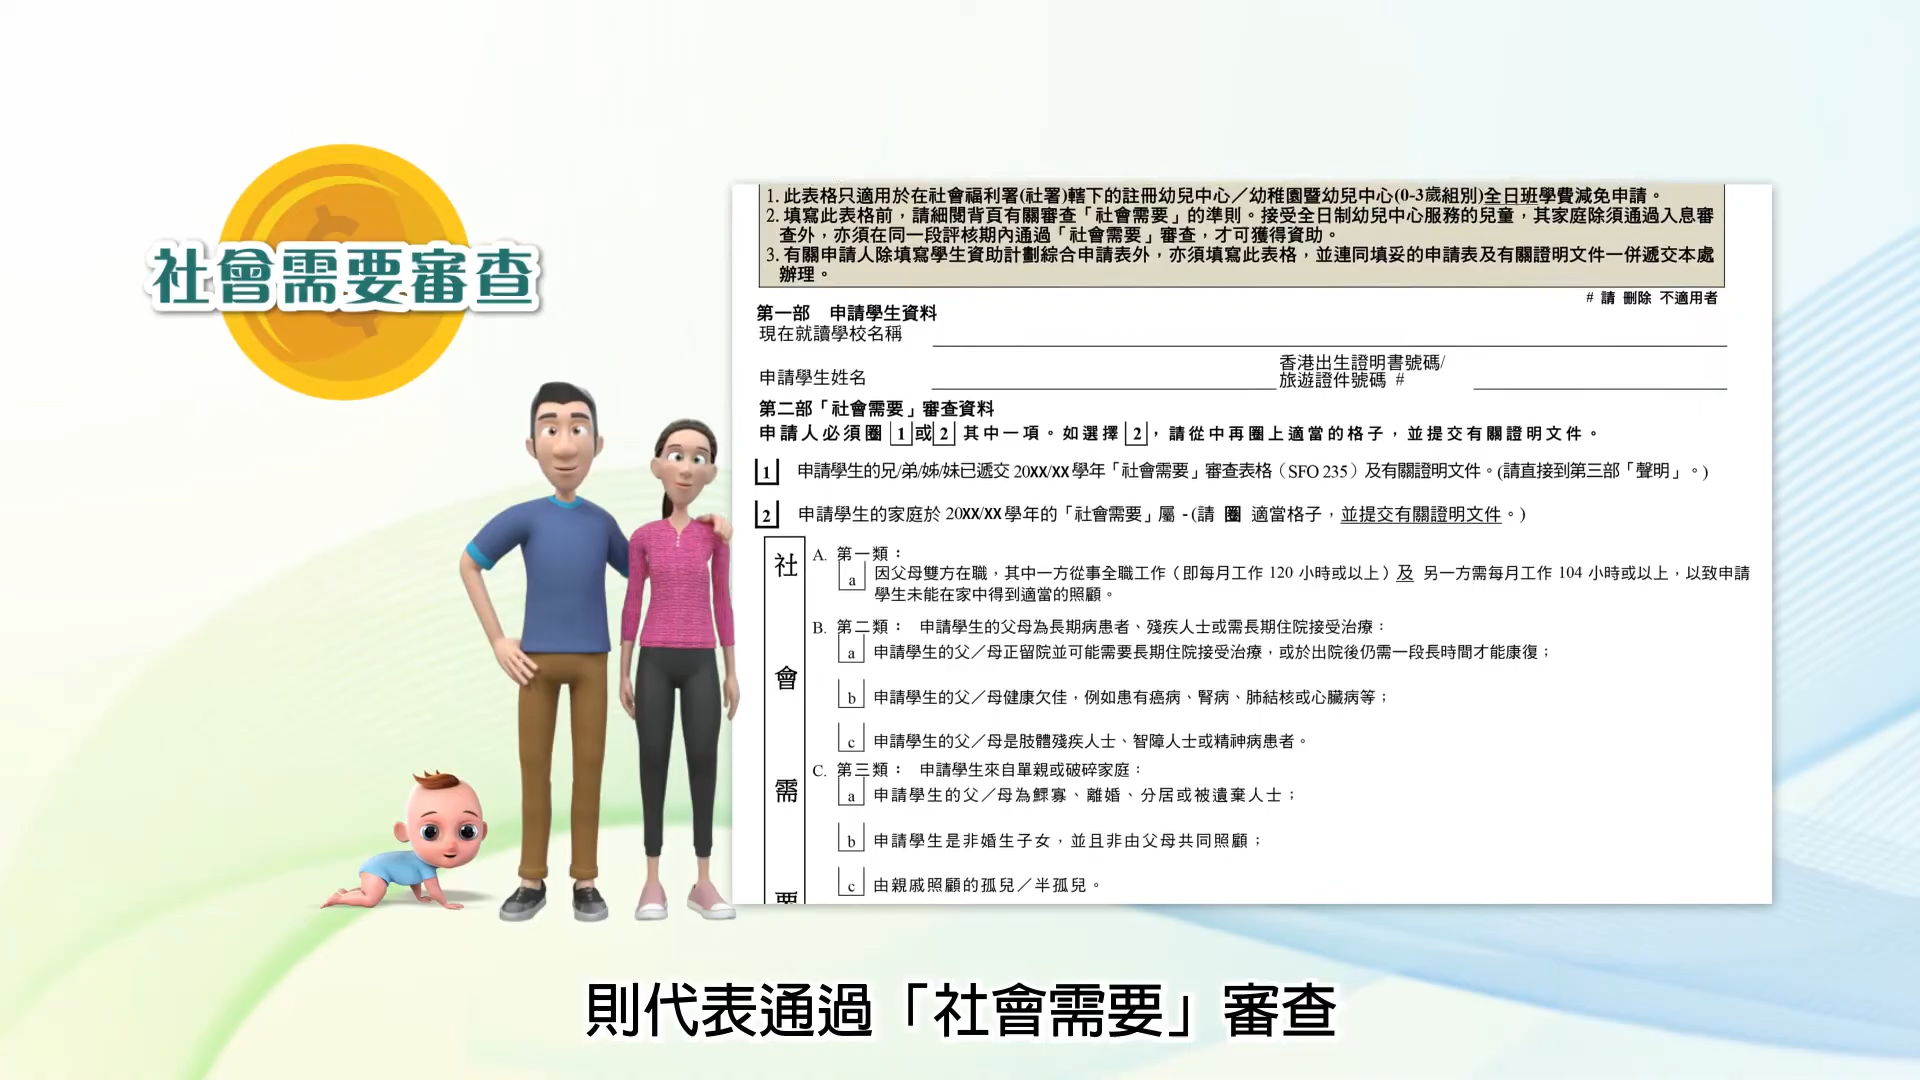 社會需要審查
1. 此表格只適用於在社會福利署(社署)轄下的註冊幼兒中心／幼稚園暨幼兒中心(0-3歲組別)全日班學費減免申請。
2. 填寫此表格前，請細閱背頁有關審查「社會需要」的準則。接受全日制幼兒中心服務的兒童，其家庭除須通過入息審
查外，亦須在同一段評核期內通過「社會需要」審查，才可獲得資助。
3. 有關申請人除填寫學生資助計劃綜合申請表外，亦須填寫此表格，並連同填妥的申請表及有關證明文件一併遞交本處
辦理。
# 請 刪除 不適用者
第一部 申請學生資料
現在就讀學校名稱
香港出生證明書號碼/
申請學生姓名
旅遊證件號碼 #
第二部「社會需要」審查資料
申請人必須圈 1 或 2 其中一項。如選擇 2，請從中再圈上適當的格子，並提交有關證明文件。
1 申請學生的兄/弟/姊/妹已遞交 20XX/XX 學年「社會需要」審查表格（SFO 235）及有關證明文件。(請直接到第三部「聲明」。)
2 申請學生的家庭於 20XX/XX 學年的「社會需要」屬 - (請 圈 適當格子，並提交有關證明文件。)
社會需要
A. 第一類：
a 因父母雙方在職，其中一方從事全職工作（即每月工作 120 小時或以上）及 另一方需每月工作 104 小時或以上，以致申請
學生未能在家中得到適當的照顧。
B. 第二類： 申請學生的父母為長期病患者、殘疾人士或需長期住院接受治療：
a 申請學生的父／母正留院並可能需要長期住院接受治療，或於出院後仍需一段長時間才能康復；
b 申請學生的父／母健康欠佳，例如患有癌病、腎病、肺結核或心臟病等；
c 申請學生的父／母是肢體殘疾人士、智障人士或精神病患者。
C. 第三類： 申請學生來自單親或破碎家庭：
a 申請學生的父／母為鰥寡、離婚、分居或被遺棄人士；
b 申請學生是非婚生子女，並且非由父母共同照顧；
c 由親戚照顧的孤兒／半孤兒。
則代表通過「社會需要」審查